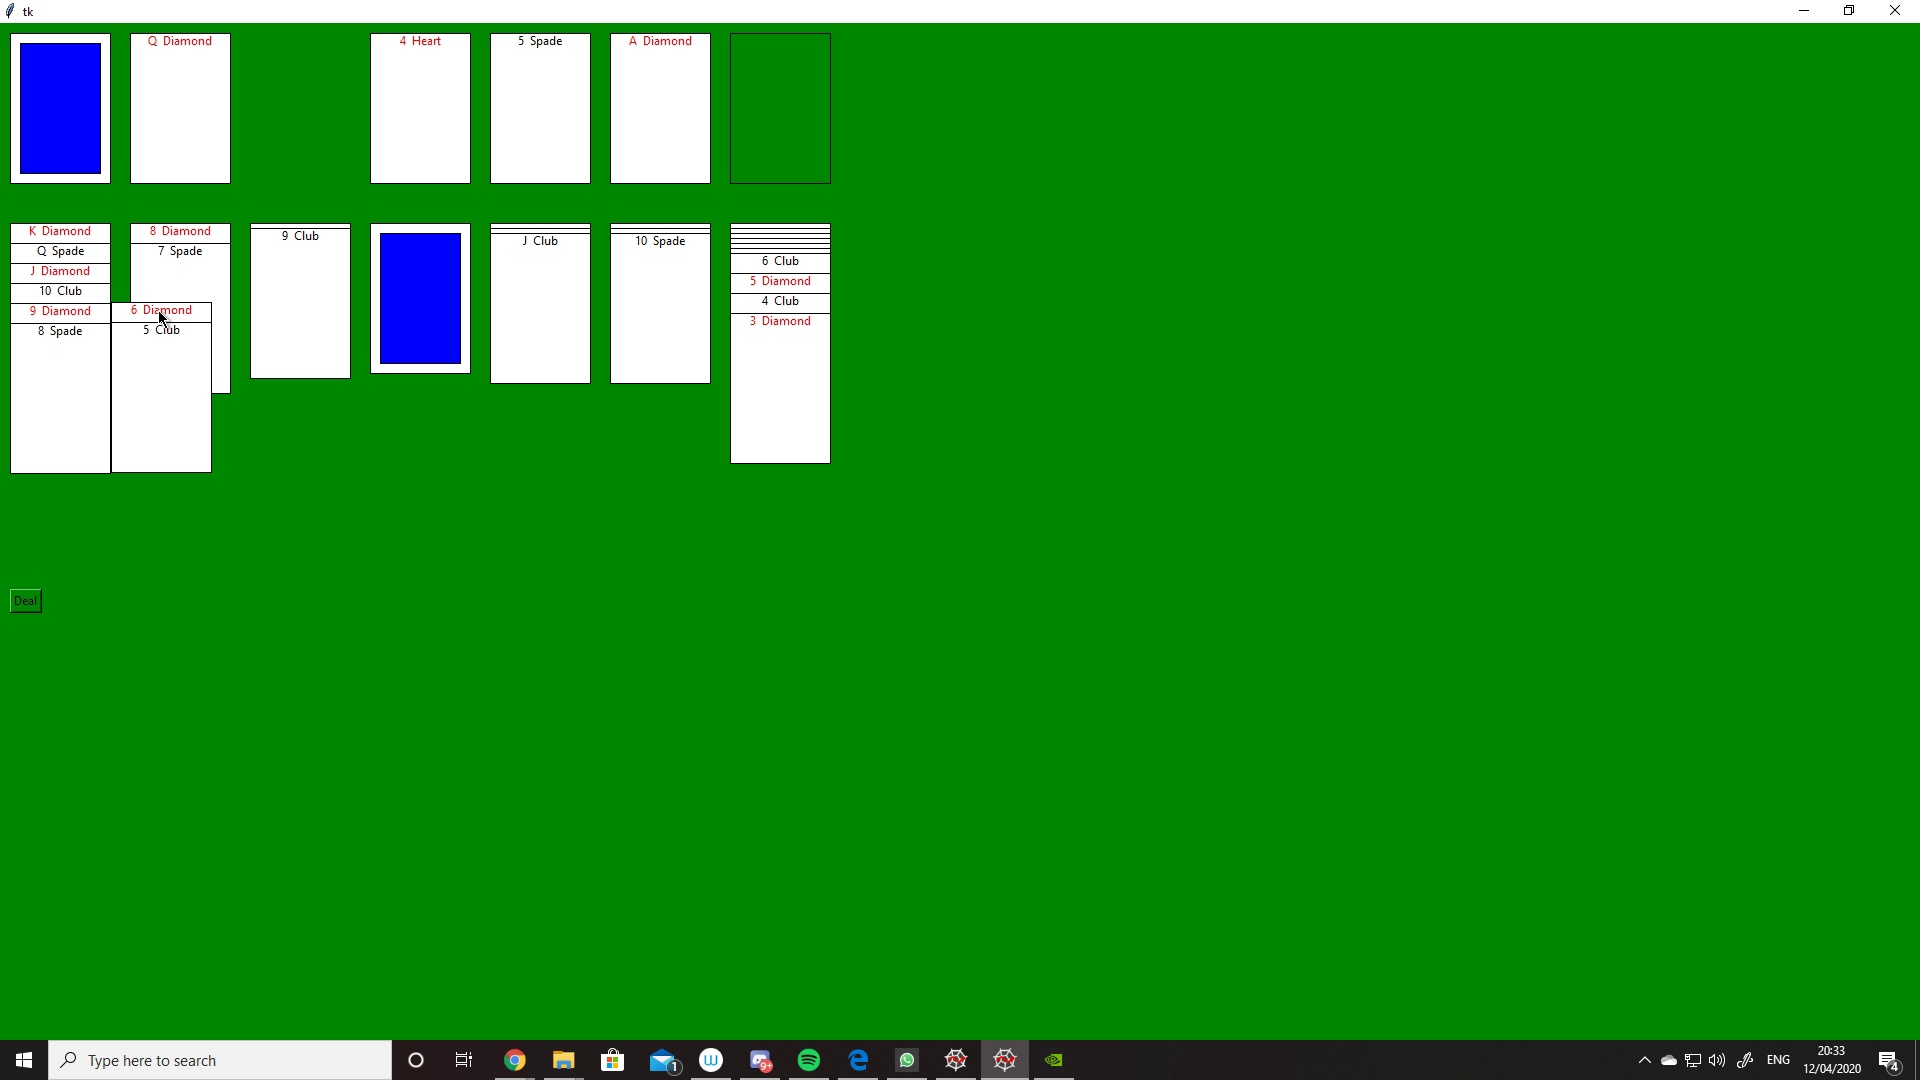 tk
Q Diamond
4 Heart
5 Spade
A Diamond
K Diamond
Q Spade
J Diamond
10 Club
9 Diamond
8 Spade
8 Diamond
7 Spade
6 Diamond
5 Club
9 Club
J Club
10 Spade
6 Club
5 Diamond
4 Club
3 Diamond
Deal
Type here to search
1
W
9+
ENG
20:33
12/04/2020
4